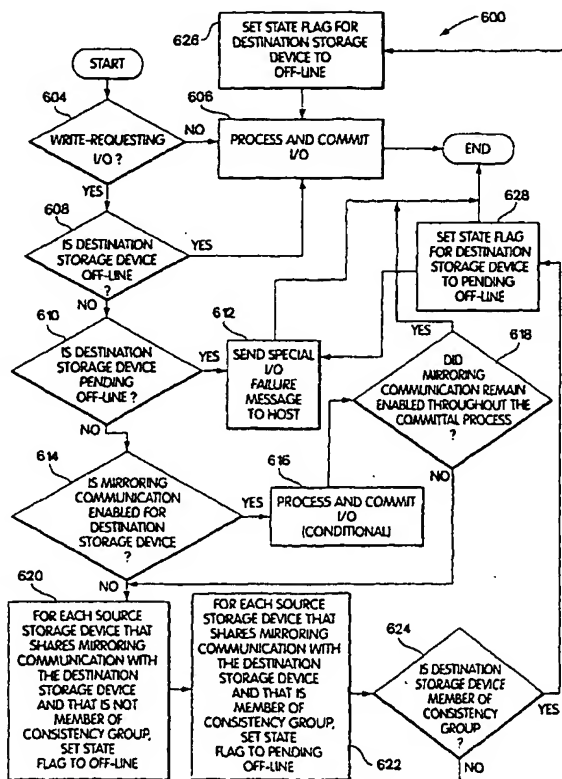 600
START
626
SET STATE FLAG FOR
DESTINATION STORAGE
DEVICE TO
OFF-LINE
604
WRITE-REQUESTING
I/O ?
NO
606
PROCESS AND COMMIT
I/O
END
YES
608
IS DESTINATION
STORAGE DEVICE
OFF-LINE
?
YES
NO
628
SET STATE FLAG
FOR DESTINATION
STORAGE DEVICE
TO PENDING
OFF-LINE
610
IS DESTINATION
STORAGE DEVICE
PENDING
OFF-LINE ?
YES
612
SEND SPECIAL
I/O
FAILURE
MESSAGE
TO HOST
YES
618
DID
MIRRORING
COMMUNICATION REMAIN
ENABLED THROUGHOUT THE
COMMITTAL PROCESS
?
NO
NO
614
IS MIRRORING
COMMUNICATION
ENABLED FOR
DESTINATION
STORAGE DEVICE
?
YES
616
PROCESS AND COMMIT
I/O
(CONDITIONAL)
NO
620
FOR EACH SOURCE
STORAGE DEVICE THAT
SHARES MIRRORING
COMMUNICATION WITH
THE DESTINATION
STORAGE DEVICE
AND THAT IS NOT
MEMBER OF
CONSISTENCY GROUP,
SET STATE
FLAG TO OFF-LINE
FOR EACH SOURCE
STORAGE DEVICE THAT
SHARES MIRRORING
COMMUNICATION WITH
THE DESTINATION
STORAGE DEVICE
AND THAT IS
MEMBER OF
CONSISTENCY GROUP,
SET STATE
FLAG TO PENDING
OFF-LINE
622
624
IS DESTINATION
STORAGE DEVICE
MEMBER OF
CONSISTENCY
GROUP
?
YES
NO